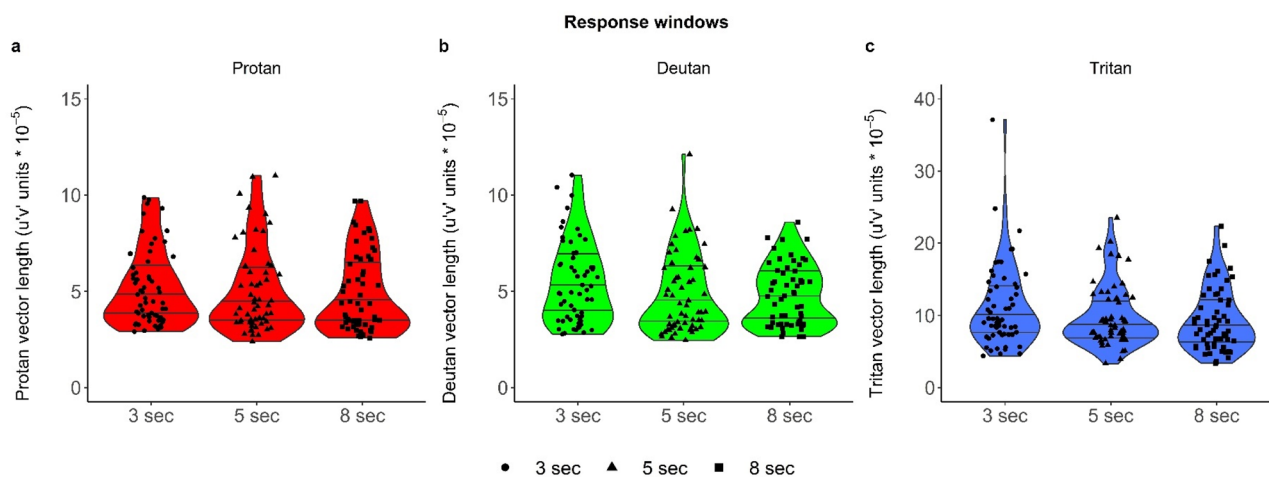 Response windows
a
Protan
Protan vector length (u'v' units * 10⁻⁵)
15
10
5
0
3 sec 5 sec 8 sec
b
Deutan
Deutan vector length (u'v' units * 10⁻⁵)
15
10
5
0
3 sec 5 sec 8 sec
c
Tritan
Tritan vector length (u'v' units * 10⁻⁵)
40
30
20
10
0
3 sec 5 sec 8 sec
3 sec 5 sec 8 sec